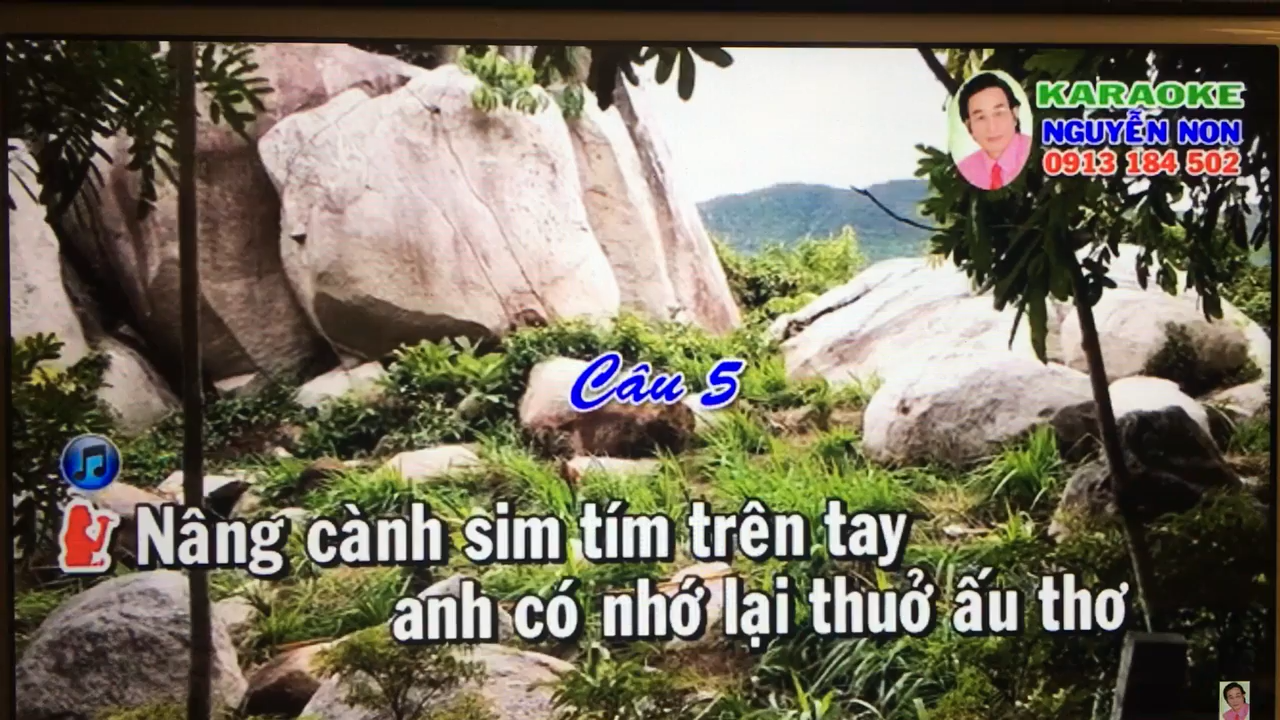 KARAOKE
NGUYỄN NON
0913 184 502
Câu 5
Nâng cành sim tím trên tay
anh có nhớ lại thuở ấu thơ